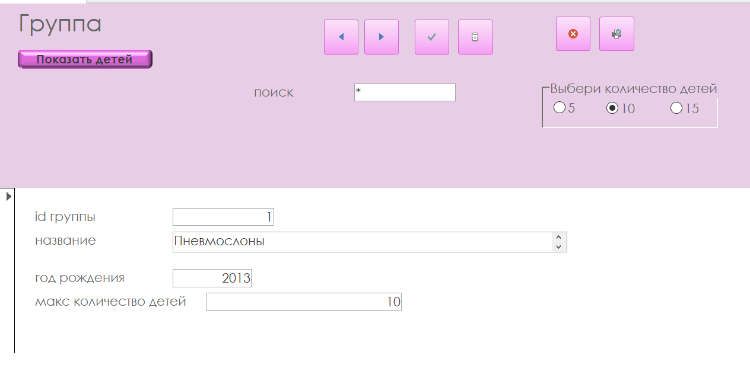 Группа
Показать детей
поиск *
Выбери количество детей
5 10 15
id группы 1
название Пневмослоны
год рождения 2013
макс количество детей 10